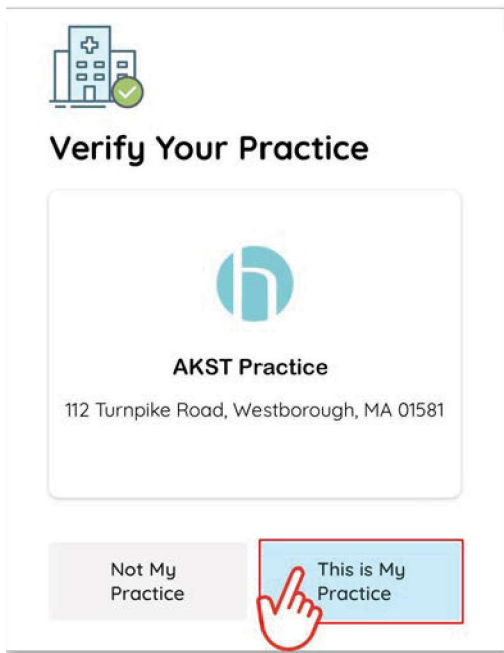 Verify Your Practice
AKST Practice
112 Turnpike Road, Westborough, MA 01581
Not My
Practice
This is My
Practice